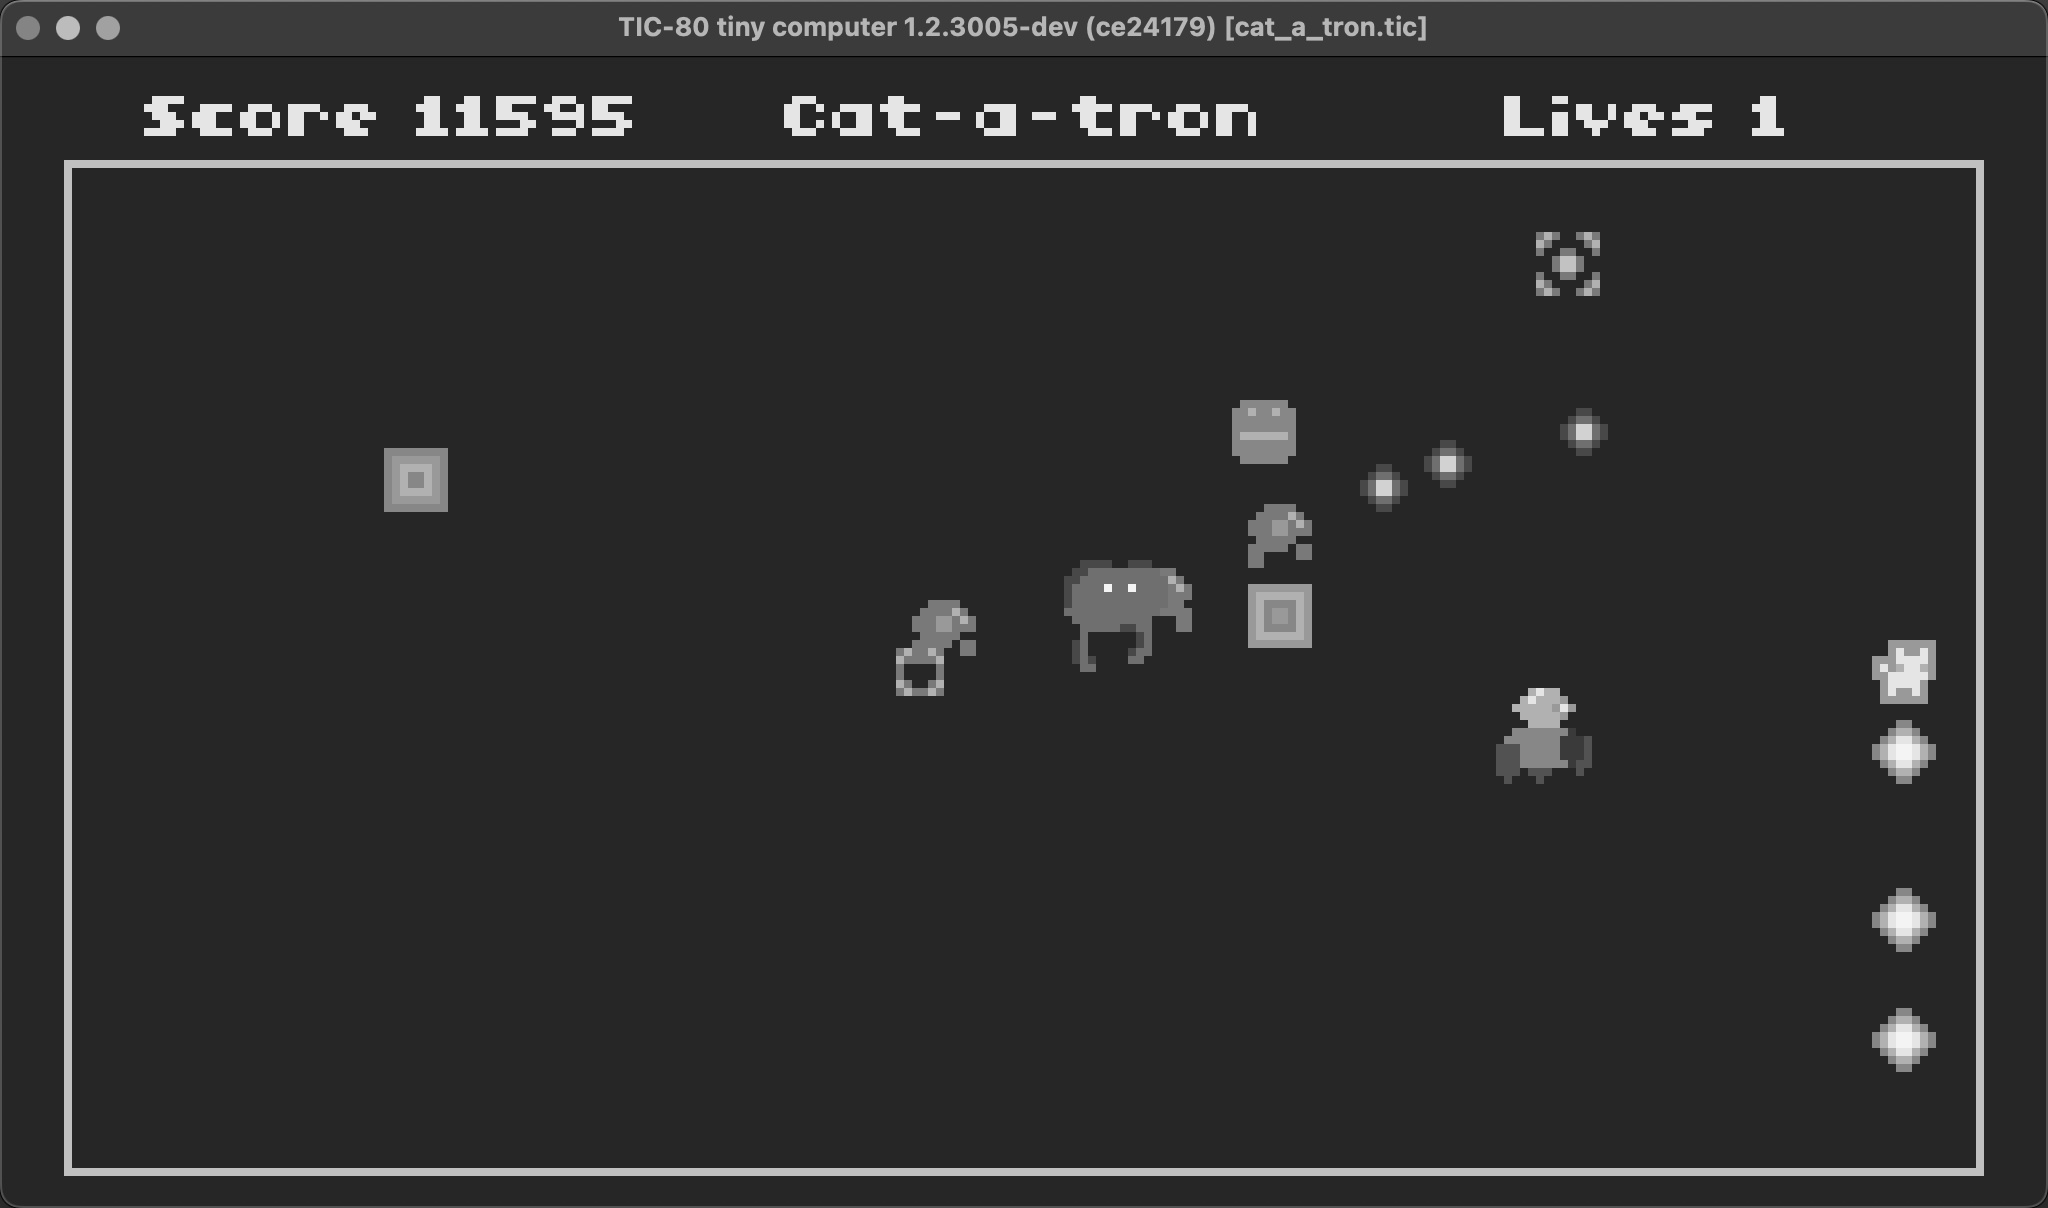 TIC-80 tiny computer 1.2.3005-dev (ce24179) [cat_a_tron.tic]
Score 11595 Cat-a-tron Lives 1